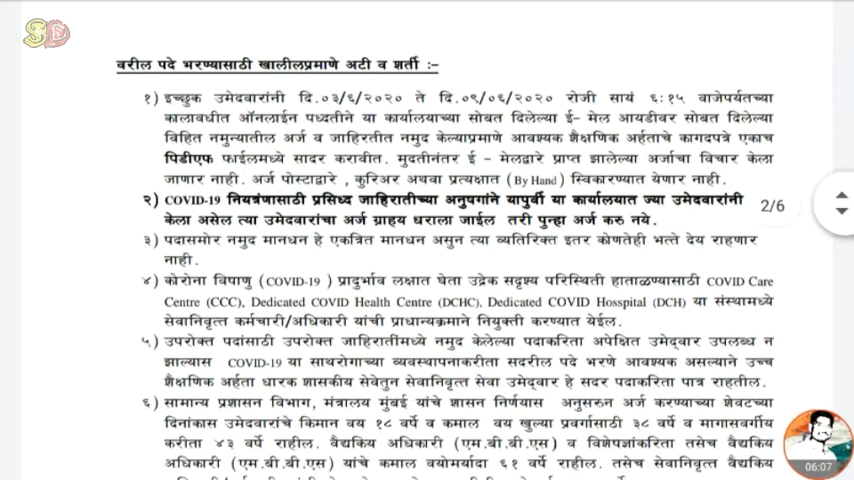 SD
वरील पदे भरण्यासाठी खालीलप्रमाणे अटी व शर्ती :-
१) इच्छुक उमेदवारांनी दि.०३/६/२०२० ते दि.०९/०६/२०२० रोजी सायं ६:१५ वाजेपर्यतच्या
कालावधीत ऑनलाईन पध्दतीने या कार्यालयाच्या सोबत दिलेल्या ई- मेल आयडीवर सोबत दिलेल्या
विहित नमुन्यातील अर्ज व जाहिरतीत नमुद केल्याप्रमाणे आवश्यक शैक्षणिक अर्हताचे कागदपत्रे एकाच
पिडीएफ फाईलमध्ये सादर करावीत. मुदतीनंतर ई - मेलद्वारे प्राप्त झालेल्या अर्जाचा विचार केला
जाणार नाही. अर्ज पोस्टाद्वारे , कुरिअर अथवा प्रत्यक्षात (By Hand) स्विकारण्यात येणार नाही.
२) COVID-19 नियत्रंणासाठी प्रसिध्द जाहिरातीच्या अनुषगांने यापुर्वी या कार्यालयात ज्या उमेदवारांनी
केला असेल त्या उमेदवारांचा अर्ज ग्राहय धराला जाईल तरी पुन्हा अर्ज करु नये.
2/6
३) पदासमोर नमुद मानधन हे एकत्रित मानधन असुन त्या व्यतिरिक्त इतर कोणतेही भत्ते देय राहणार
नाही.
४) कोरोना विषाणु (COVID-19 ) प्रादुर्भाव लक्षात घेता उद्रेक सदृश्य परिस्थिती हाताळण्यासाठी COVID Care
Centre (CCC), Dedicated COVID Health Centre (DCHC), Dedicated COVID Hosspital (DCH) या संस्थामध्ये
सेवानिवृत्त कर्मचारी/अधिकारी यांची प्राधान्यक्रमाने नियुक्ती करण्यात येईल.
५) उपरोक्त पदांसाठी उपरोक्त जाहिरातीमध्ये नमुद केलेल्या पदाकरिता अपेक्षित उमेदवार उपलब्ध न
झाल्यास COVID-19 या साथरोगाच्या व्यवस्थापनाकरीता सदरील पदे भरणे आवश्यक असल्याने उच्च
शैक्षणिक अर्हता धारक शासकीय सेवेतुन सेवानिवृत्त सेवा उमेदवार हे सदर पदाकरिता पात्र राहतील.
६) सामान्य प्रशासन विभाग, मंत्रालय मुंबई यांचे शासन निर्णयास अनुसरुन अर्ज करण्याच्या शेवटच्या
दिनांकास उमेदवारांचे किमान वय १८ वर्षे व कमाल वय खुल्या प्रवर्गासाठी ३८ वर्षे व मागासवर्गीय
करीता ४३ वर्षे राहील. वैद्यकिय अधिकारी (एम.बी.बी.एस) व विशेषज्ञांकरिता तसेच वैद्यकीय
अधिकारी (एम.बी.बी.एस) यांचे कमाल वयोमर्यादा ६१ वर्षे राहील. तसेच सेवानिवृत्त वैद्यकिय
06:07